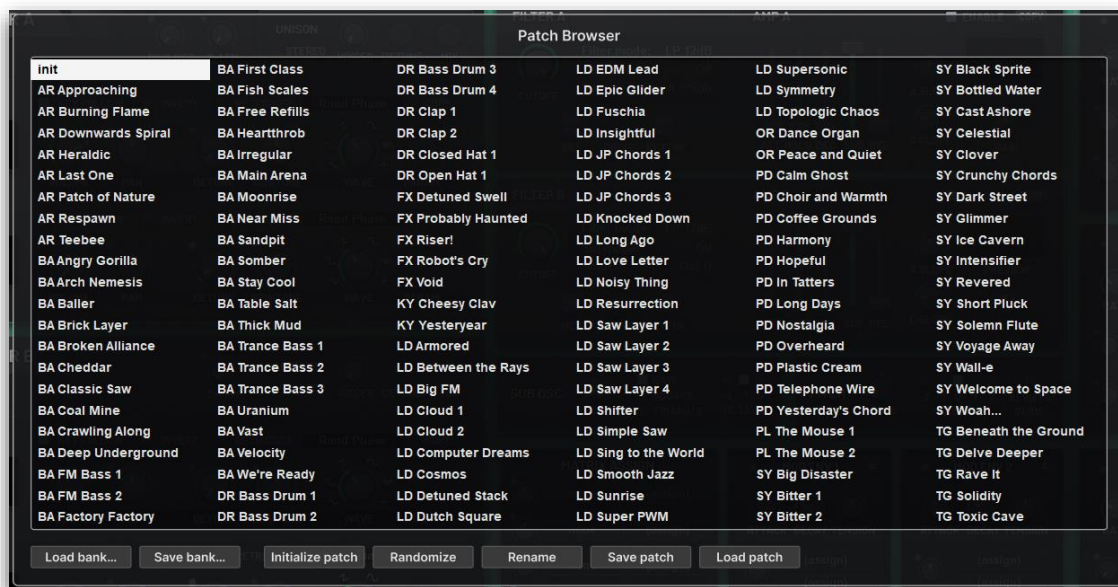 FILTER A
AMP A
ENABLE
COPY
UNISON
Patch Browser
init
AR Approaching
AR Burning Flame
AR Downwards Spiral
AR Heraldic
AR Last One
AR Patch of Nature
AR Respawn
AR Teebee
BA Angry Gorilla
BA Arch Nemesis
BA Baller
BA Brick Layer
BA Broken Alliance
BA Cheddar
BA Classic Saw
BA Coal Mine
BA Crawling Along
BA Deep Underground
BA FM Bass 1
BA FM Bass 2
BA Factory Factory
BA First Class
BA Fish Scales
BA Free Refills
BA Heartthrob
BA Irregular
BA Main Arena
BA Moonrise
BA Near Miss
BA Sandpit
BA Somber
BA Stay Cool
BA Table Salt
BA Thick Mud
BA Trance Bass 1
BA Trance Bass 2
BA Trance Bass 3
BA Uranium
BA Vast
BA Velocity
BA We're Ready
DR Bass Drum 1
DR Bass Drum 2
DR Bass Drum 3
DR Bass Drum 4
DR Clap 1
DR Clap 2
DR Closed Hat 1
DR Open Hat 1
FX Detuned Swell
FX Probably Haunted
FX Riser!
FX Robot's Cry
FX Void
KY Cheesy Clav
KY Yesteryear
LD Armored
LD Between the Rays
LD Big FM
LD Cloud 1
LD Cloud 2
LD Computer Dreams
LD Cosmos
LD Detuned Stack
LD Dutch Square
LD EDM Lead
LD Epic Glider
LD Fuschia
LD Insightful
LD JP Chords 1
LD JP Chords 2
LD JP Chords 3
LD Knocked Down
LD Long Ago
LD Love Letter
LD Noisy Thing
LD Resurrection
LD Saw Layer 1
LD Saw Layer 2
LD Saw Layer 3
LD Saw Layer 4
LD Shifter
LD Simple Saw
LD Sing to the World
LD Smooth Jazz
LD Sunrise
LD Super PWM
LD Supersonic
LD Symmetry
LD Topologic Chaos
OR Dance Organ
OR Peace and Quiet
PD Calm Ghost
PD Choir and Warmth
PD Coffee Grounds
PD Harmony
PD Hopeful
PD In Tatters
PD Long Days
PD Nostalgia
PD Overheard
PD Plastic Cream
PD Telephone Wire
PD Yesterday's Chord
PL The Mouse 1
PL The Mouse 2
SY Big Disaster
SY Bitter 1
SY Bitter 2
SY Black Sprite
SY Bottled Water
SY Cast Ashore
SY Celestial
SY Clover
SY Crunchy Chords
SY Dark Street
SY Glimmer
SY Ice Cavern
SY Intensifier
SY Revered
SY Short Pluck
SY Solemn Flute
SY Voyage Away
SY Wall-e
SY Welcome to Space
SY Woah...
TG Beneath the Ground
TG Delve Deeper
TG Rave It
TG Solidity
TG Toxic Cave
Load bank...
Save bank...
Initialize patch
Randomize
Rename
Save patch
Load patch